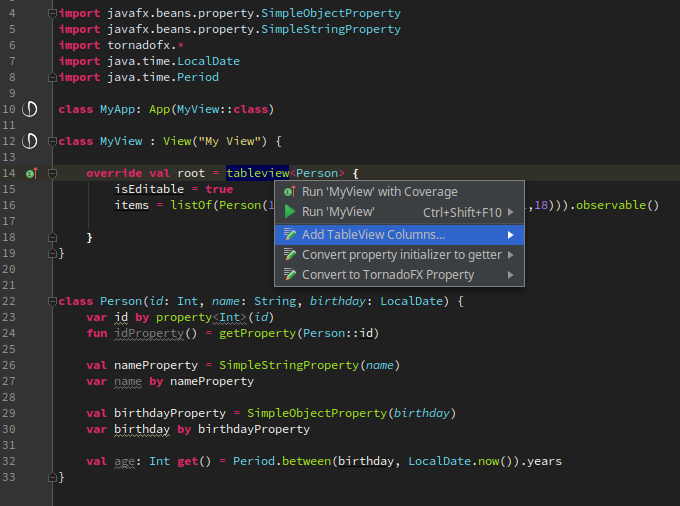 4 import javafx.beans.property.SimpleObjectProperty
5 import javafx.beans.property.SimpleStringProperty
6 import tornadofx.*
7 import java.time.LocalDate
8 import java.time.Period
9
10 class MyApp: App(MyView::class)
11
12 class MyView : View("My View") {
13
14 override val root = tableview<Person> {
15 isEditable = true
16 items = listOf(Person(1 ,18))).observable()
17
18 }
19 }
20
21
22 class Person(id: Int, name: String, birthday: LocalDate) {
23 var id by property<Int>(id)
24 fun idProperty() = getProperty(Person::id)
25
26 val nameProperty = SimpleStringProperty(name)
27 var name by nameProperty
28
29 val birthdayProperty = SimpleObjectProperty(birthday)
30 var birthday by birthdayProperty
31
32 val age: Int get() = Period.between(birthday, LocalDate.now()).years
33 }
Run 'MyView' with Coverage
Run 'MyView' Ctrl+Shift+F10
Add TableView Columns...
Convert property initializer to getter
Convert to TornadoFX Property